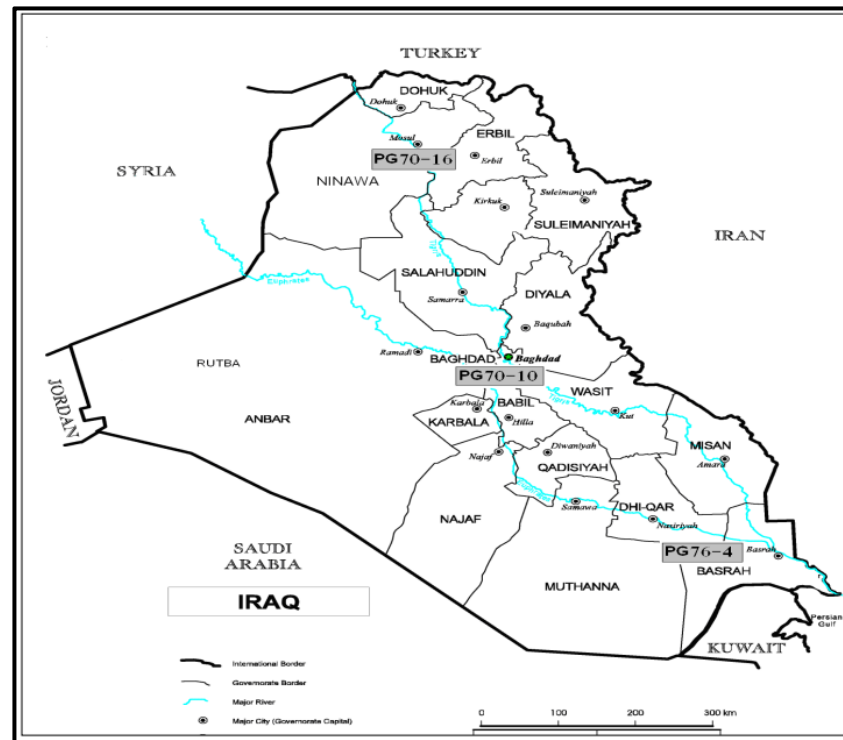 TURKEY
DOHUK
Dohuk
ERBIL
Mosul
PG70-16
Erbil
SYRIA
NINAWA
Kirkuk
Suleimaniyah
SULEIMANIYAH
IRAN
Tigris
SALAHUDDIN
Euphrates
Samarra
DIYALA
Baqubah
Ramadi
BAGHDAD
Baghdad
RUTBA
PG70-10
WASIT
JORDAN
Tigris
ANBAR
Karbala
BABIL
Kut
KARBALA
Hilla
MISAN
Najaf
Diwaniyah
Amara
QADISIYAH
NAJAF
Samawa
DHI-QAR
Nasiriyah
SAUDI
ARABIA
PG76-4
Basrah
BASRAH
MUTHANNA
IRAQ
Persian
Gulf
KUWAIT
International Border
Governorate Border
Major River
Major City (Governorate Capital)
0 100 200 300 km